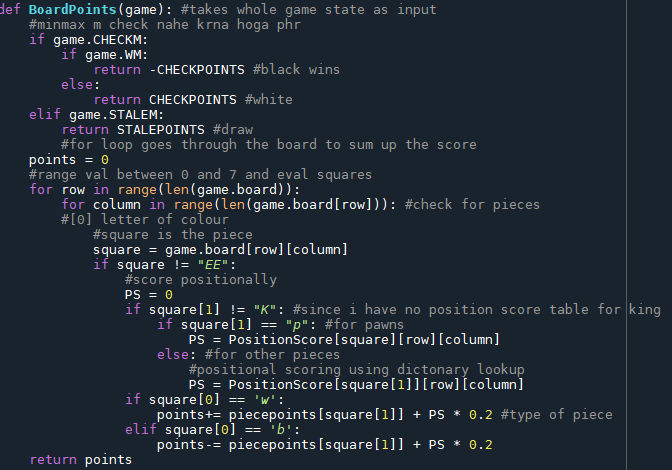 def BoardPoints(game): #takes whole game state as input
    #minmax m check nahe krna hoga phr
    if game.CHECKM:
        if game.WM:
            return -CHECKPOINTS #black wins
        else:
            return CHECKPOINTS #white
    elif game.STALEM:
        return STALEPOINTS #draw
        #for loop goes through the board to sum up the score
    points = 0
    #range val between 0 and 7 and eval squares
    for row in range(len(game.board)):
        for column in range(len(game.board[row])): #check for pieces
        #[0] letter of colour
            #square is the piece
            square = game.board[row][column]
            if square != "EE":
                #score positionally
                PS = 0
                if square[1] != "K": #since i have no position score table for king
                    if square[1] == "p": #for pawns
                        PS = PositionScore[square][row][column]
                    else: #for other pieces
                        #positional scoring using dictonary lookup
                        PS = PositionScore[square[1]][row][column]
                if square[0] == 'w':
                    points+= piecepoints[square[1]] + PS * 0.2 #type of piece
                elif square[0] == 'b':
                    points-= piecepoints[square[1]] + PS * 0.2
    return points